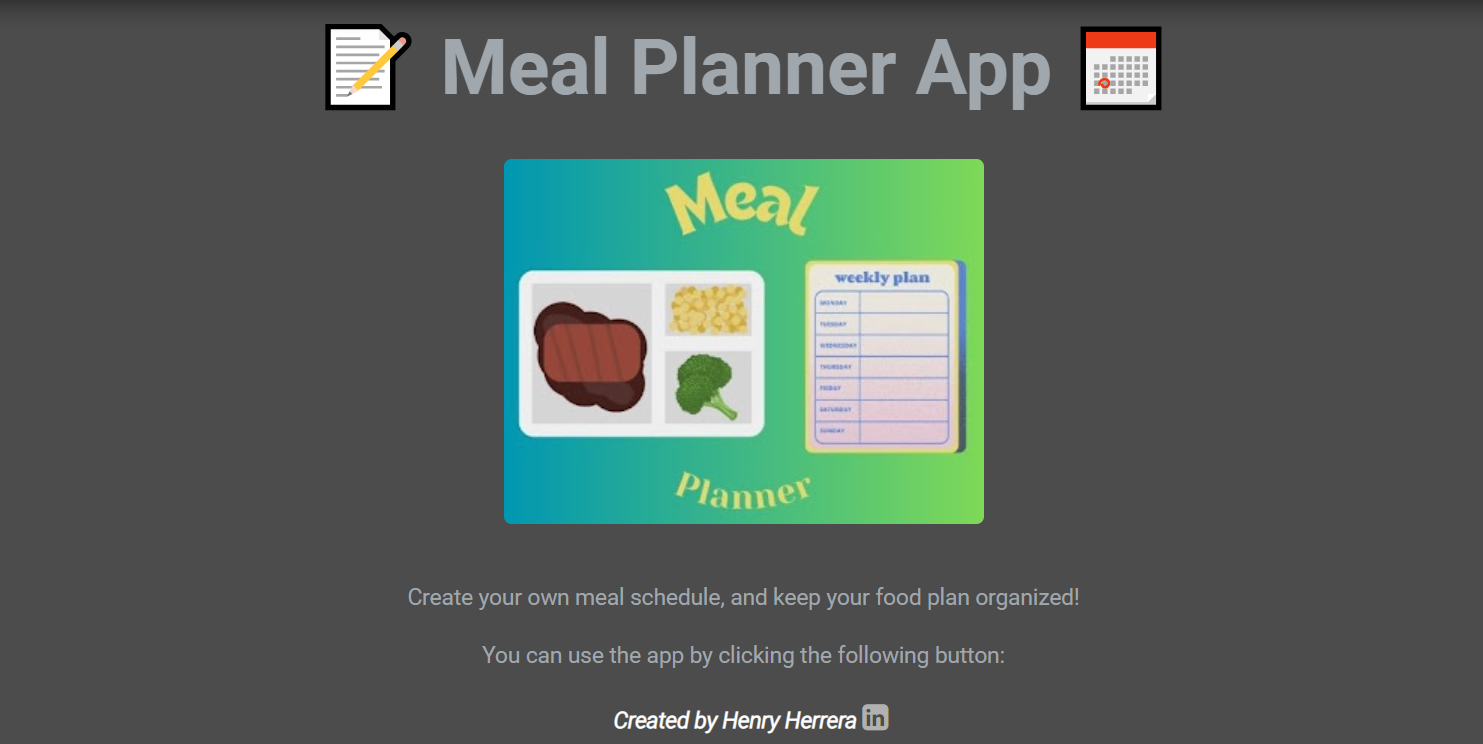 Meal Planner App
Meal
weekly plan
MONDAY
TUESDAY
WEDNESDAY
THURSDAY
FRIDAY
SATURDAY
SUNDAY
Planner
Create your own meal schedule, and keep your food plan organized!
You can use the app by clicking the following button:
Created by Henry Herrera in